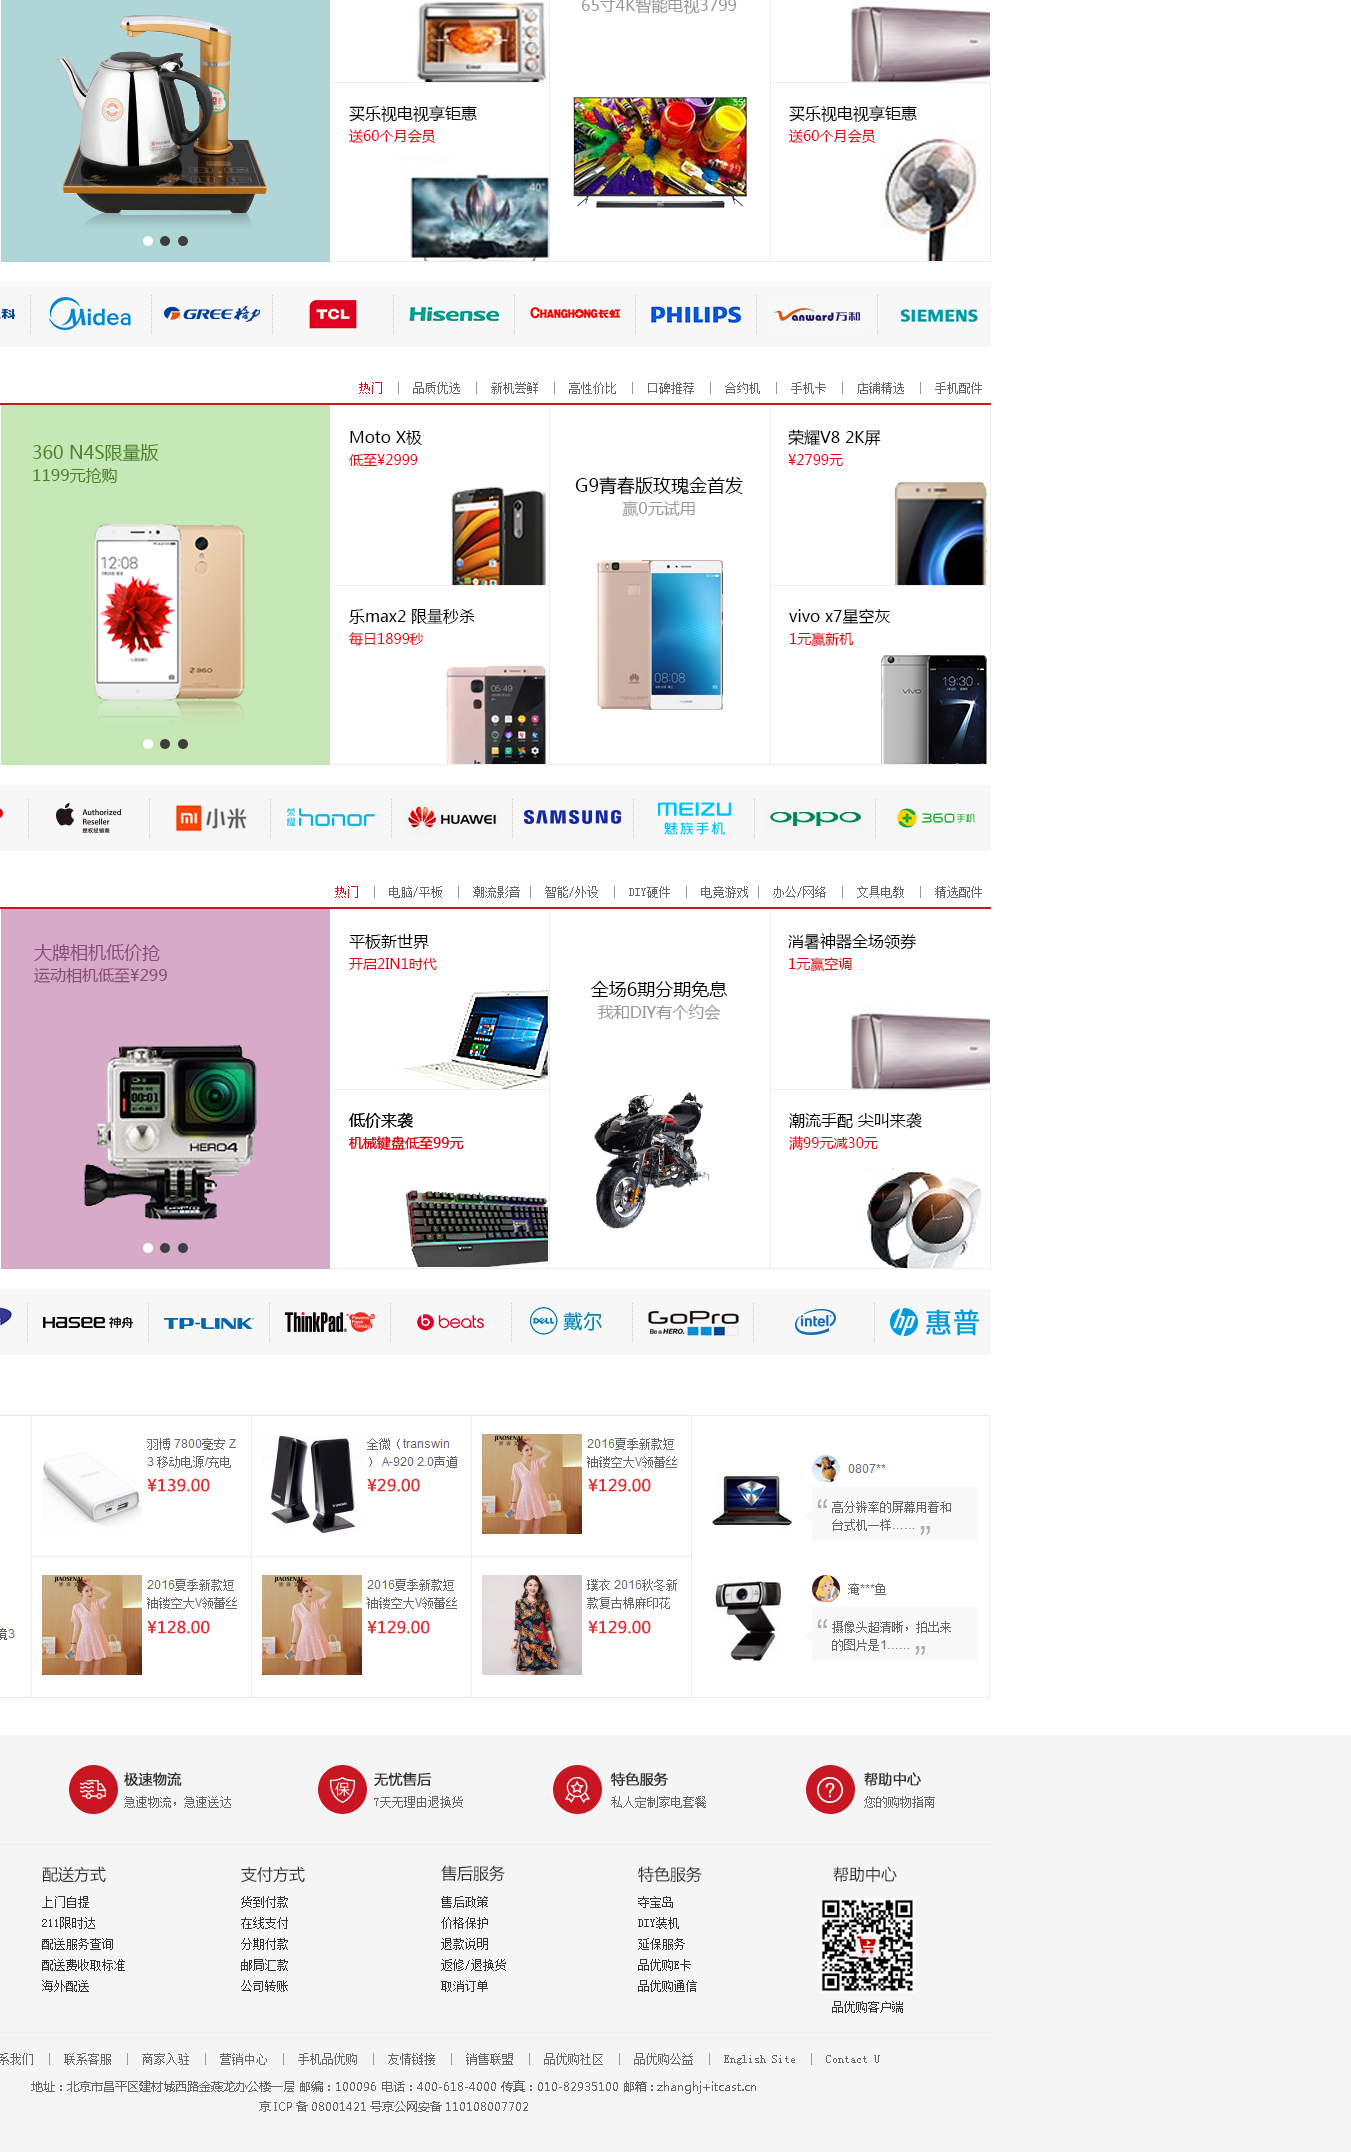 65寸4K智能电视3799
买乐视电视享钜惠
送60个月会员
40"
55"
买乐视电视享钜惠
送60个月会员
科
Midea
GREE格力
TCL
Hisense
CHANGHONG长虹
PHILIPS
Vanward万和
SIEMENS
热门 | 品质优选 | 新机尝鲜 | 高性价比 | 口碑推荐 | 合约机 | 手机卡 | 店铺精选 | 手机配件
360 N4S限量版
1199元抢购
12:08
360
Moto X极
低至¥2999
G9青春版玫瑰金首发
赢0元试用
08:08
HUAWEI
荣耀V8 2K屏
¥2799元
乐max2 限量秒杀
每日1899秒
05:49
vivo x7星空灰
1元赢新机
vivo
19:30
7
Authorized
Reseller
授权经销商
mi小米
荣耀honor
HUAWEI
SAMSUNG
MEIZU
魅族手机
OPPO
360手机
热门 | 电脑/平板 | 潮流影音 | 智能/外设 | DIY硬件 | 电竟游戏 | 办公/网络 | 文具电教 | 精选配件
大牌相机低价抢
运动相机低至¥299
00:01
HERO4
GoPro
平板新世界
开启2IN1时代
全场6期分期免息
我和DIY有个约会
消暑神器全场领券
1元赢空调
低价来袭
机械键盘低至99元
潮流手配 尖叫来袭
满99元减30元
Hasee神舟
TP-LINK
ThinkPad.
beats
DELL戴尔
GoPro
Be a HERO.
intel
hp惠普
羽博 7800毫安 Z
3 移动电源/充电
¥139.00
全微（transwin
） A-920 2.0声道
¥29.00
JIAOSENAI
2016夏季新款短
袖镂空大V领蕾丝
¥129.00
0807**
“ 高分辨率的屏幕用着和
台式机一样…… ”
竟3
JIAOSENAI
2016夏季新款短
袖镂空大V领蕾丝
¥128.00
JIAOSENAI
2016夏季新款短
袖镂空大V领蕾丝
¥129.00
璞衣 2016秋冬新
款复古棉麻印花
¥129.00
淹***鱼
“ 摄像头超清晰，拍出来
的图片是1…… ”
极速物流
急速物流，急速送达
保
无忧售后
7天无理由退换货
特色服务
私人定制家电套餐
?
帮助中心
您的购物指南
配送方式
上门自提
211限时达
配送服务查询
配送费收取标准
海外配送
支付方式
货到付款
在线支付
分期付款
邮局汇款
公司转账
售后服务
售后政策
价格保护
退款说明
返修/退换货
取消订单
特色服务
夺宝岛
DIY装机
延保服务
品优购E卡
品优购通信
帮助中心
品优购客户端
系我们 | 联系客服 | 商家入驻 | 营销中心 | 手机品优购 | 友情链接 | 销售联盟 | 品优购社区 | 品优购公益 | English Site | Contact U
地址：北京市昌平区建材城西路金燕龙办公楼一层 邮编：100096 电话：400-618-4000 传真：010-82935100 邮箱：zhanghj+itcast.cn
京ICP备08001421号京公网安备110108007702